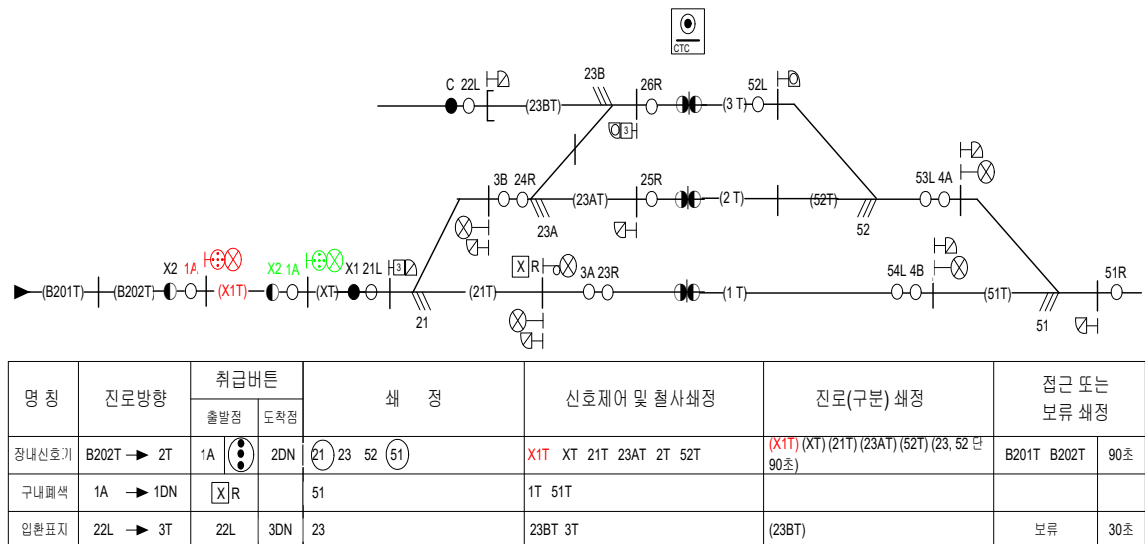 CTC
23B
C 22L
26R
52L
(23BT)
(3 T)
3
3B 24R
25R
53L 4A
(23AT)
(2 T)
(52T)
23A
52
X2 1A
X2 1A
X1 21L
3
X R
3A 23R
54L 4B
51R
(B201T)
(B202T)
(X1T)
(XT)
(21T)
(1 T)
(51T)
21
51
명 칭 진로방향 취급버튼 쇄 정 신호제어 및 철사쇄정 진로(구분) 쇄정 접근 또는
보류 쇄정
출발점 도착점
장내신호기 B202T → 2T 1A 2DN 21 23 52 51 X1T XT 21T 23AT 2T 52T (X1T) (XT) (21T) (23AT) (52T) (23, 52 단
90초) B201T B202T 90초
구내폐색 1A → 1DN X R 51 1T 51T
입환표지 22L → 3T 22L 3DN 23 23BT 3T (23BT) 보류 30초